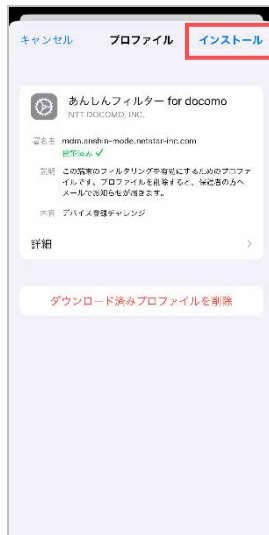 キャンセル プロファイル インストール
あんしんフィルター for docomo
NTT DOCOMO, INC.
署名者 mdm.anshin-mode.netstar-inc.com
検証済み ✓
説明 この端末のフィルタリングを有効にするためのプロファ
イルです。プロファイルを削除すると、保護者の方へ
メールでお知らせが届きます。
内容 デバイス登録チャレンジ
詳細 >
ダウンロード済みプロファイルを削除